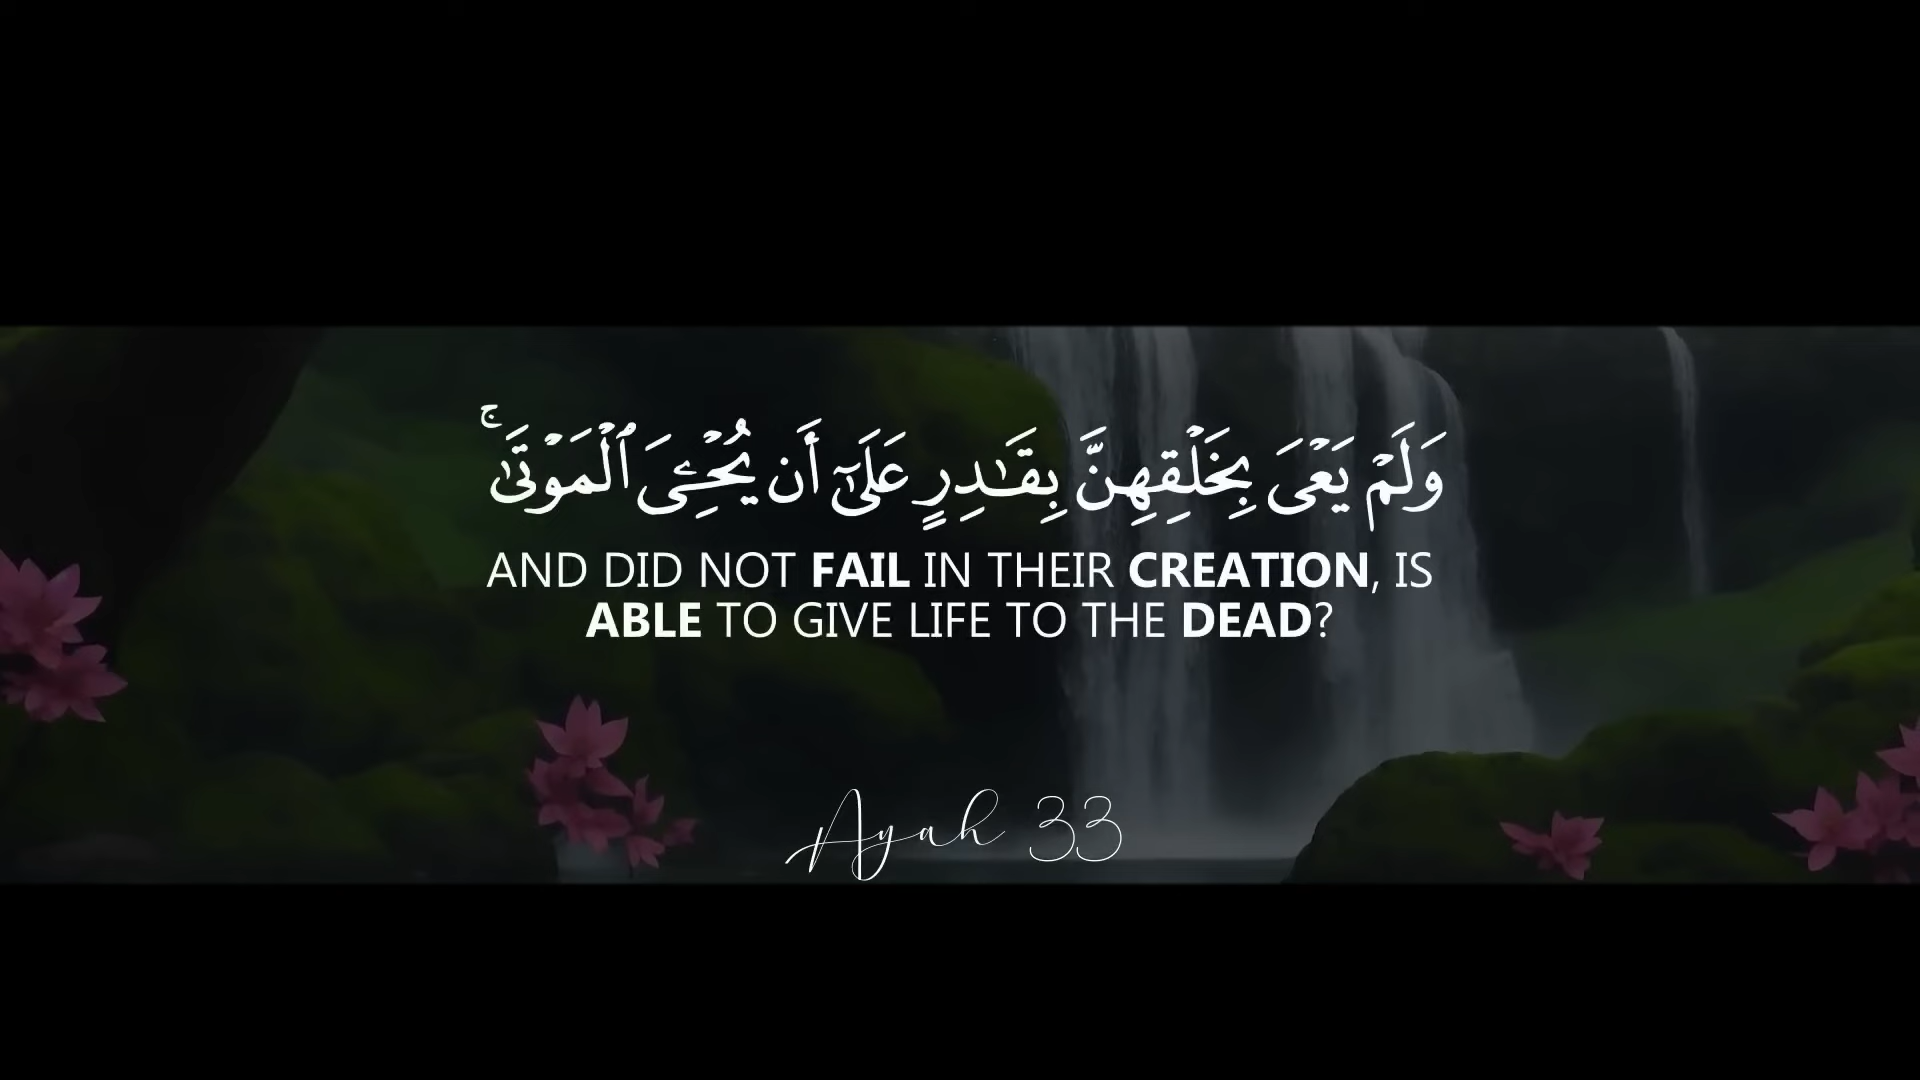 وَلَمْ يَعْىَ بِخَلْقِهِنَّ بِقَـٰدِرٍ عَلَىٰٓ أَن يُحْـِۧىَ ٱلْمَوْتَىٰ ۚ
AND DID NOT FAIL IN THEIR CREATION, IS
ABLE TO GIVE LIFE TO THE DEAD?
Ayah 33